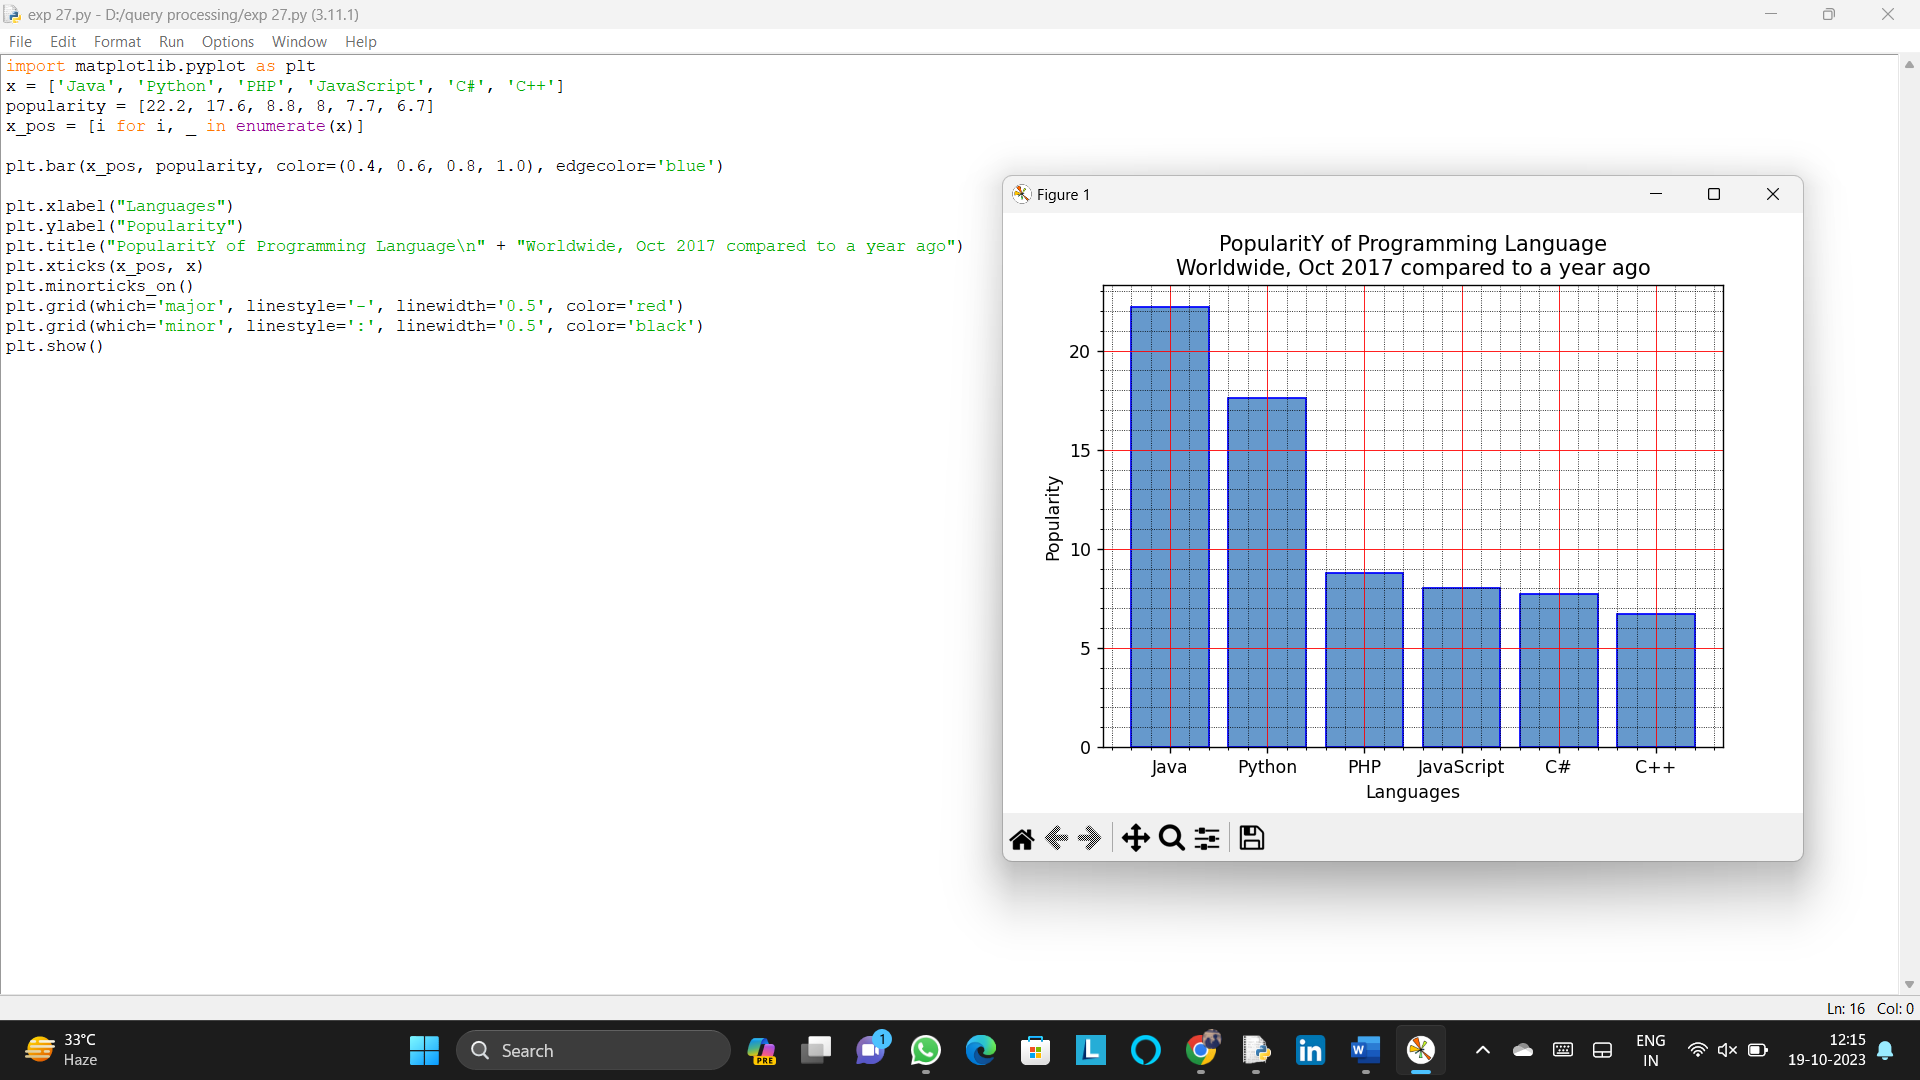 exp 27.py - D:/query processing/exp 27.py (3.11.1)
File Edit Format Run Options Window Help
import matplotlib.pyplot as plt
x = ['Java', 'Python', 'PHP', 'JavaScript', 'C#', 'C++']
popularity = [22.2, 17.6, 8.8, 8, 7.7, 6.7]
x_pos = [i for i, _ in enumerate(x)]
plt.bar(x_pos, popularity, color=(0.4, 0.6, 0.8, 1.0), edgecolor='blue')
plt.xlabel("Languages")
plt.ylabel("Popularity")
plt.title("PopularitY of Programming Language\n" + "Worldwide, Oct 2017 compared to a year ago")
plt.xticks(x_pos, x)
plt.minorticks_on()
plt.grid(which='major', linestyle='-', linewidth='0.5', color='red')
plt.grid(which='minor', linestyle=':', linewidth='0.5', color='black')
plt.show()
Figure 1
PopularitY of Programming Language
Worldwide, Oct 2017 compared to a year ago
20
15
10
5
0
Popularity
Java Python PHP JavaScript C# C++
Languages
Ln: 16 Col: 0
33°C
Haze
Search
PRE
1
L
in
W
ENG
IN
12:15
19-10-2023